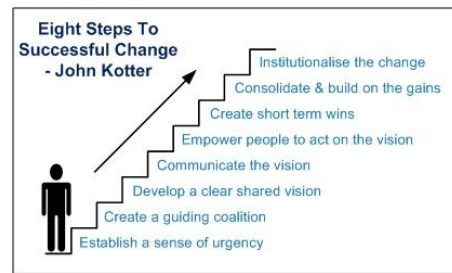 Eight Steps To
Successful Change
- John Kotter
Institutionalise the change
Consolidate & build on the gains
Create short term wins
Empower people to act on the vision
Communicate the vision
Develop a clear shared vision
Create a guiding coalition
Establish a sense of urgency